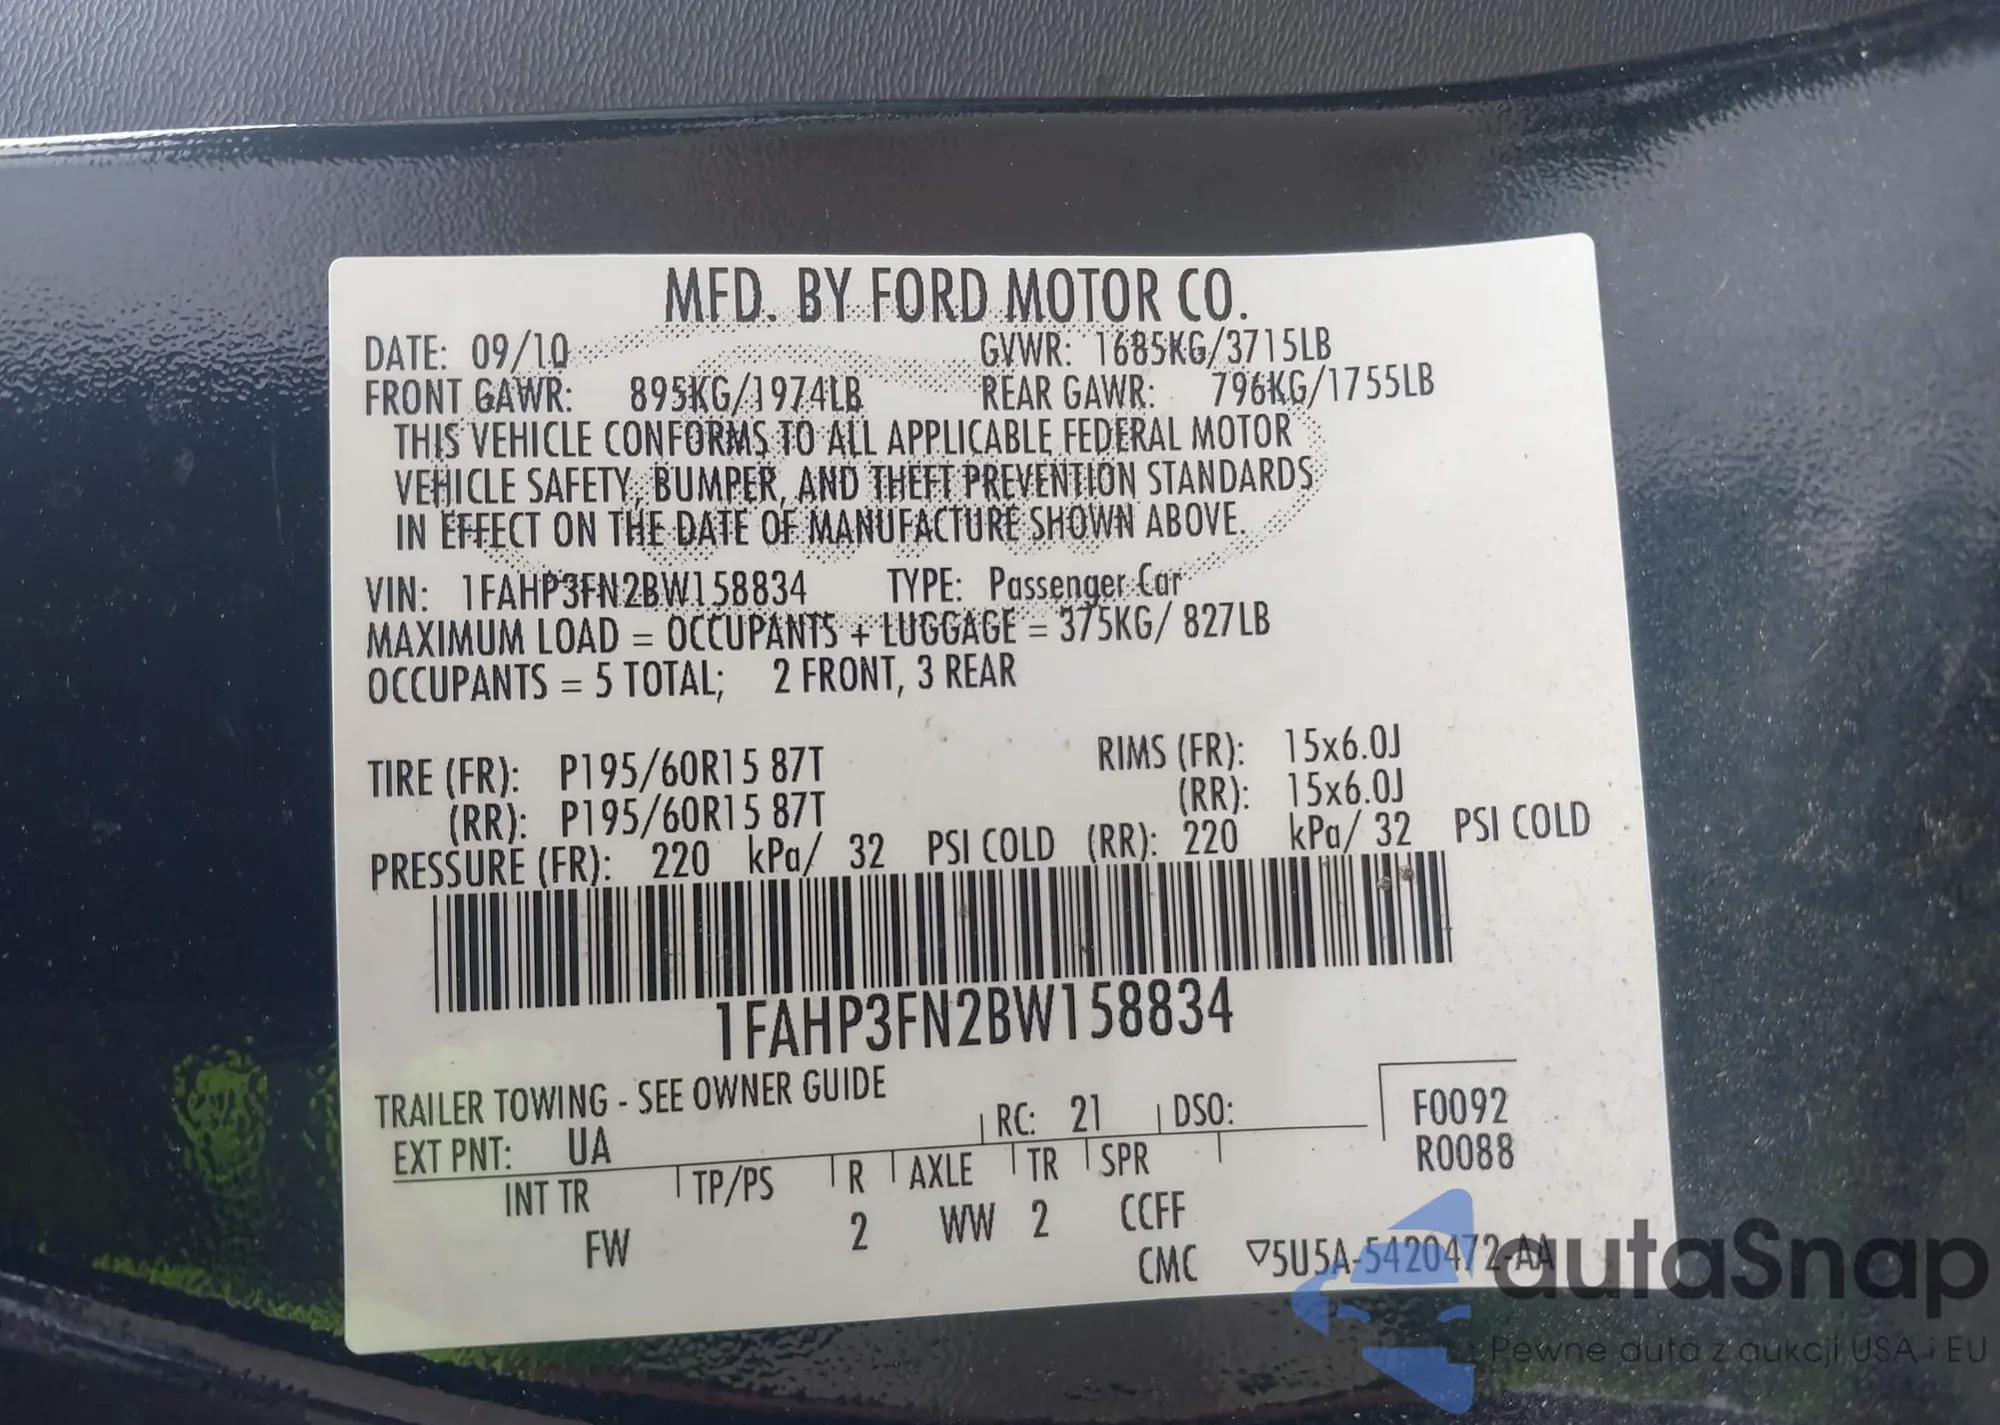 MFD. BY FORD MOTOR CO.
DATE: 09/10 GVWR: 1685KG/3715LB
FRONT GAWR: 895KG/1974LB REAR GAWR: 796KG/1755LB
THIS VEHICLE CONFORMS TO ALL APPLICABLE FEDERAL MOTOR
VEHICLE SAFETY, BUMPER, AND THEFT PREVENTION STANDARDS
IN EFFECT ON THE DATE OF MANUFACTURE SHOWN ABOVE.
VIN: 1FAHP3FN2BW158834 TYPE: Passenger Car
MAXIMUM LOAD = OCCUPANTS + LUGGAGE = 375KG/ 827LB
OCCUPANTS = 5 TOTAL; 2 FRONT, 3 REAR
TIRE (FR): P195/60R15 87T RIMS (FR): 15x6.0J
(RR): P195/60R15 87T (RR): 15x6.0J
PRESSURE (FR): 220 kPa/ 32 PSI COLD (RR): 220 kPa/ 32 PSI COLD
1FAHP3FN2BW158834
TRAILER TOWING - SEE OWNER GUIDE
EXT PNT: UA RC: 21 DSO: F0092
R0088
INT TR TP/PS R AXLE TR SPR
FW 2 WW 2 CCFF
CMC ▽5U5A-5420472-AA
autaSnap
Pewne auta z aukcji USA i EU